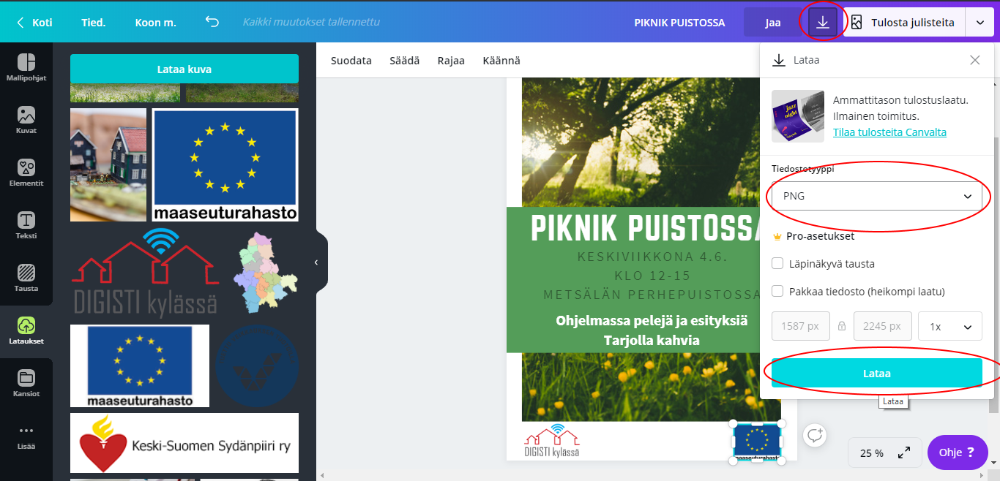 Koti
Tied.
Koon m.
Kaikki muutokset tallennettu
PIKNIK PUISTOSSA
Jaa
Tulosta julisteita
Mallipohjat
Kuvat
Elementit
Teksti
Tausta
Lataukset
Kansiot
Lisää
Lataa kuva
maaseuturahasto
DIGISTI kylässä
maaseuturahasto
Keski-Suomen Sydänpiiri ry
Suodata
Säädä
Rajaa
Käännä
PIKNIK PUISTOSSA
KESKIVIIKKONA 4.6.
KLO 12-15
METSÄLÄN PERHEPUISTOSSA
Ohjelmassa pelejä ja esityksiä
Tarjolla kahvia
DIGISTI kylässä
maaseuturahasto
Lataa
jazz
night
Ammattitason tulostuslaatu.
Ilmainen toimitus.
Tilaa tulosteita Canvalta
Tiedostotyyppi
PNG
Pro-asetukset
Läpinäkyvä tausta
Pakkaa tiedosto (heikompi laatu)
1587 px
2245 px
1x
Lataa
Lataa
25 %
Ohje ?